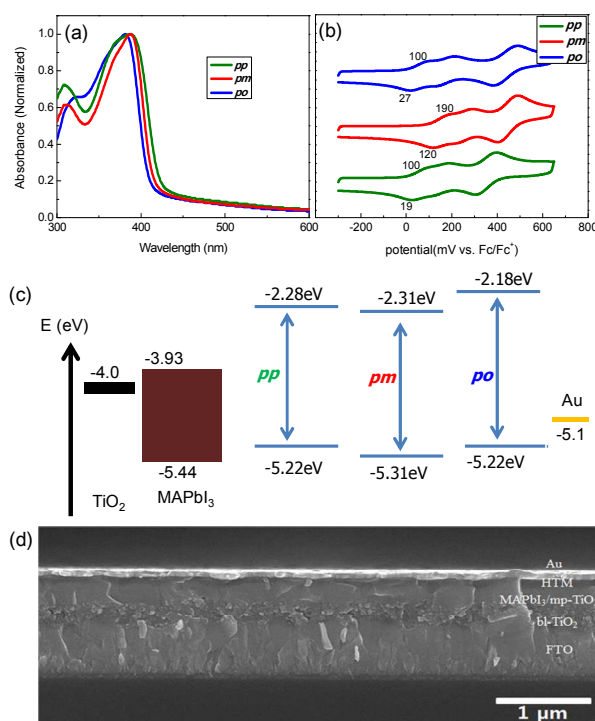 (a)
Absorbance (Normalized)
1.0
0.8
0.6
0.4
0.2
0.0
300 400 500 600
Wavelength (nm)
pp
pm
po
(b)
pp
pm
po
100
27
190
120
100
19
-200 0 200 400 600 800
potential(mV vs. Fc/Fc⁺)
(c)
E (eV)
-4.0
TiO₂
-3.93
-5.44
MAPbI₃
-2.28eV
pp
-5.22eV
-2.31eV
pm
-5.31eV
-2.18eV
po
-5.22eV
Au
-5.1
(d)
Au
HTM
MAPbI₃/mp-TiO
bl-TiO₂
FTO
1 μm